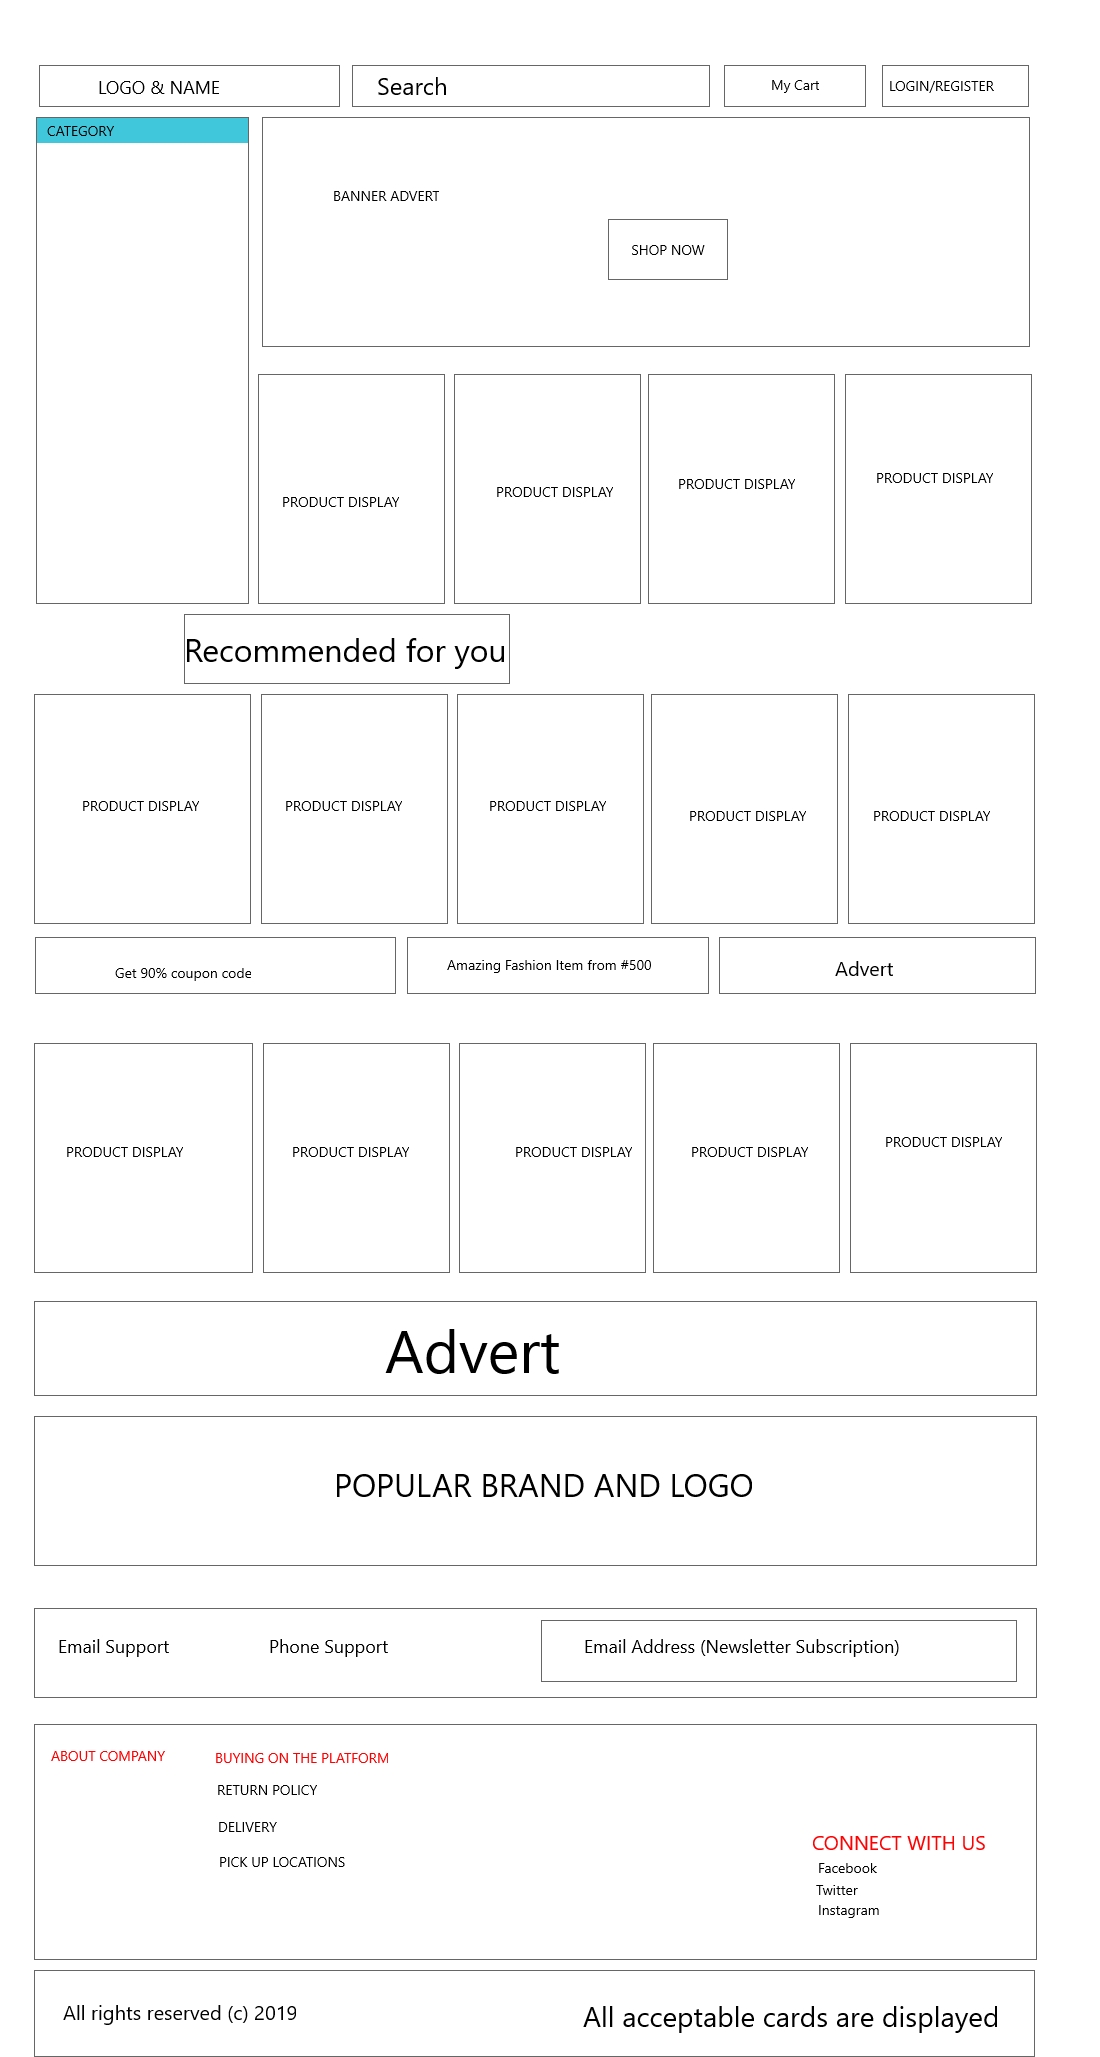 LOGO & NAME
Search
My Cart
LOGIN/REGISTER
CATEGORY
BANNER ADVERT
SHOP NOW
PRODUCT DISPLAY
PRODUCT DISPLAY
PRODUCT DISPLAY
PRODUCT DISPLAY
Recommended for you
PRODUCT DISPLAY
PRODUCT DISPLAY
PRODUCT DISPLAY
PRODUCT DISPLAY
PRODUCT DISPLAY
Get 90% coupon code
Amazing Fashion Item from #500
Advert
PRODUCT DISPLAY
PRODUCT DISPLAY
PRODUCT DISPLAY
PRODUCT DISPLAY
PRODUCT DISPLAY
Advert
POPULAR BRAND AND LOGO
Email Support
Phone Support
Email Address (Newsletter Subscription)
ABOUT COMPANY
BUYING ON THE PLATFORM
RETURN POLICY
DELIVERY
PICK UP LOCATIONS
CONNECT WITH US
Facebook
Twitter
Instagram
All rights reserved (c) 2019
All acceptable cards are displayed